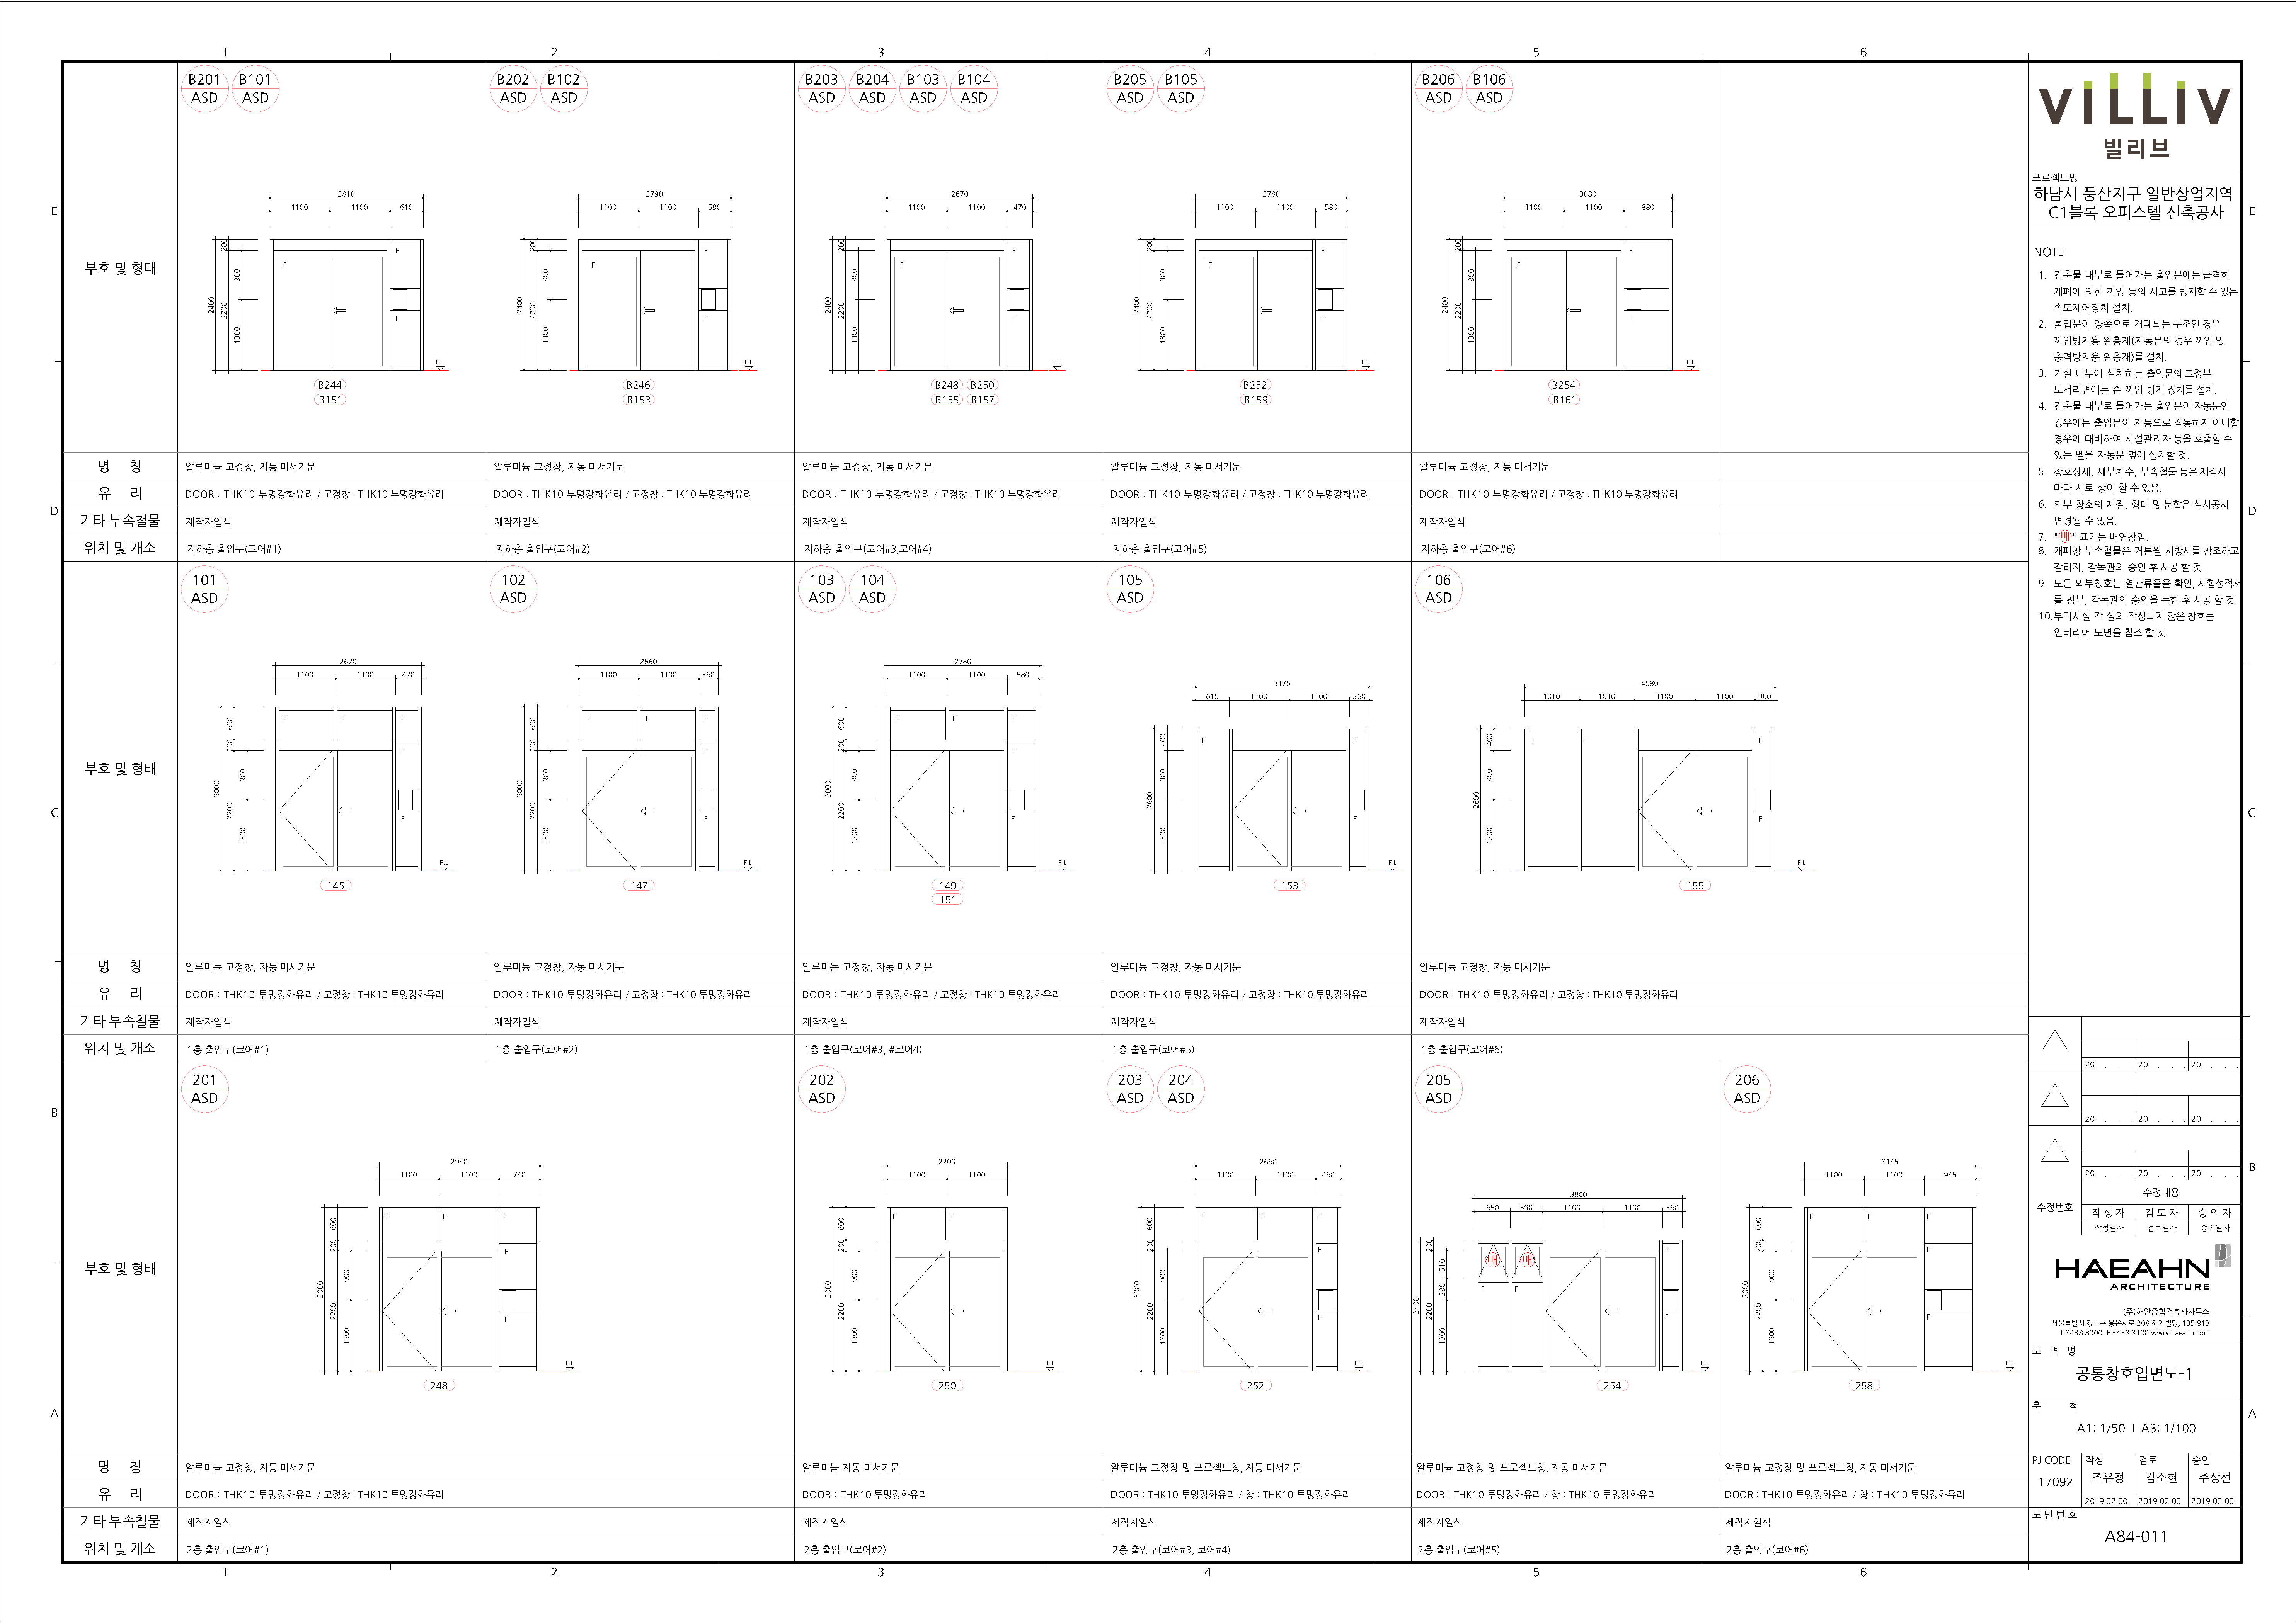 1 2 3 4 5 6
E
D
C
B
A
B201 B101
ASD ASD
2810
1100 1100 610
200
900
2400
2200
1300
F
F
F
F.L
B244
B151
B202 B102
ASD ASD
2790
1100 1100 590
200
900
2400
2200
1300
F
F
F
F.L
B246
B153
B203 B204 B103 B104
ASD ASD ASD ASD
2670
1100 1100 470
200
900
2400
2200
1300
F
F
F
F.L
B248 B250
B155 B157
B205 B105
ASD ASD
2780
1100 1100 580
200
900
2400
2200
1300
F
F
F
F.L
B252
B159
B206 B106
ASD ASD
3080
1100 1100 880
200
900
2400
2200
1300
F
F
F
F.L
B254
B161
부호 및 형태
명 칭 알루미늄 고정창, 자동 미서기문 알루미늄 고정창, 자동 미서기문 알루미늄 고정창, 자동 미서기문 알루미늄 고정창, 자동 미서기문 알루미늄 고정창, 자동 미서기문
유 리 DOOR : THK10 투명강화유리 / 고정창 : THK10 투명강화유리 DOOR : THK10 투명강화유리 / 고정창 : THK10 투명강화유리 DOOR : THK10 투명강화유리 / 고정창 : THK10 투명강화유리 DOOR : THK10 투명강화유리 / 고정창 : THK10 투명강화유리 DOOR : THK10 투명강화유리 / 고정창 : THK10 투명강화유리
기타 부속철물 제작자일식 제작자일식 제작자일식 제작자일식 제작자일식
위치 및 개소 지하층 출입구(코어#1) 지하층 출입구(코어#2) 지하층 출입구(코어#3,코어#4) 지하층 출입구(코어#5) 지하층 출입구(코어#6)
101
ASD
2670
1100 1100 470
600
200
900
3000
2200
1300
F F F
F
F
F.L
145
102
ASD
2560
1100 1100 360
600
200
900
3000
2200
1300
F F F
F
F
F.L
147
103 104
ASD ASD
2780
1100 1100 580
600
200
900
3000
2200
1300
F F F
F
F
F.L
149
151
105
ASD
3175
615 1100 1100 360
400
900
2600
1300
F F
F
F.L
153
106
ASD
4580
1010 1010 1100 1100 360
400
900
2600
1300
F F F
F
F.L
155
부호 및 형태
명 칭 알루미늄 고정창, 자동 미서기문 알루미늄 고정창, 자동 미서기문 알루미늄 고정창, 자동 미서기문 알루미늄 고정창, 자동 미서기문 알루미늄 고정창, 자동 미서기문
유 리 DOOR : THK10 투명강화유리 / 고정창 : THK10 투명강화유리 DOOR : THK10 투명강화유리 / 고정창 : THK10 투명강화유리 DOOR : THK10 투명강화유리 / 고정창 : THK10 투명강화유리 DOOR : THK10 투명강화유리 / 고정창 : THK10 투명강화유리 DOOR : THK10 투명강화유리 / 고정창 : THK10 투명강화유리
기타 부속철물 제작자일식 제작자일식 제작자일식 제작자일식 제작자일식
위치 및 개소 1층 출입구(코어#1) 1층 출입구(코어#2) 1층 출입구(코어#3, #코어4) 1층 출입구(코어#5) 1층 출입구(코어#6)
201
ASD
2940
1100 1100 740
600
200
900
3000
2200
1300
F F F
F
F
F.L
248
202
ASD
2200
1100 1100
600
200
900
3000
2200
1300
F F
F.L
250
203 204
ASD ASD
2660
1100 1100 460
600
200
900
3000
2200
1300
F F F
F
F
F.L
252
205
ASD
3800
650 590 1100 1100 360
200
510
390
2400
2200
1300
배 배
F F F
F
F.L
254
206
ASD
3145
1100 1100 945
600
200
900
3000
2200
1300
F F F
F
F
F.L
258
부호 및 형태
명 칭 알루미늄 고정창, 자동 미서기문 알루미늄 자동 미서기문 알루미늄 고정창 및 프로젝트창, 자동 미서기문 알루미늄 고정창 및 프로젝트창, 자동 미서기문 알루미늄 고정창 및 프로젝트창, 자동 미서기문
유 리 DOOR : THK10 투명강화유리 / 고정창 : THK10 투명강화유리 DOOR : THK10 투명강화유리 DOOR : THK10 투명강화유리 / 창 : THK10 투명강화유리 DOOR : THK10 투명강화유리 / 창 : THK10 투명강화유리 DOOR : THK10 투명강화유리 / 창 : THK10 투명강화유리
기타 부속철물 제작자일식 제작자일식 제작자일식 제작자일식 제작자일식
위치 및 개소 2층 출입구(코어#1) 2층 출입구(코어#2) 2층 출입구(코어#3, 코어#4) 2층 출입구(코어#5) 2층 출입구(코어#6)
VILLIV
빌리브
프로젝트명
하남시 풍산지구 일반상업지역
C1블록 오피스텔 신축공사
NOTE
1. 건축물 내부로 들어가는 출입문에는 급격한
개폐에 의한 끼임 등의 사고를 방지할 수 있는
속도제어장치 설치.
2. 출입문이 양쪽으로 개폐되는 구조인 경우
끼임방지용 완충재(자동문의 경우 끼임 및
충격방지용 완충재)를 설치.
3. 거실 내부에 설치하는 출입문의 고정부
모서리면에는 손 끼임 방지 장치를 설치.
4. 건축물 내부로 들어가는 출입문이 자동문인
경우에는 출입문이 자동으로 작동하지 아니할
경우에 대비하여 시설관리자 등을 호출할 수
있는 벨을 자동문 옆에 설치할 것.
5. 창호상세, 세부치수, 부속철물 등은 제작사
마다 서로 상이 할 수 있음.
6. 외부 창호의 재질, 형태 및 분할은 실시공시
변경될 수 있음.
7. "배" 표기는 배연창임.
8. 개폐창 부속철물은 커튼월 시방서를 참조하고
감리자, 감독관의 승인 후 시공 할 것
9. 모든 외부창호는 열관류율을 확인, 시험성적서
를 첨부, 감독관의 승인을 득한 후 시공 할 것
10.부대시설 각 실의 작성되지 않은 창호는
인테리어 도면을 참조 할 것
20 . . . 20 . . . 20 . . .
20 . . . 20 . . . 20 . . .
20 . . . 20 . . . 20 . . .
수정번호 수정내용
작 성 자 검 토 자 승 인 자
작성일자 검토일자 승인일자
HAEAHN
ARCHITECTURE
(주)해안종합건축사사무소
서울특별시 강남구 봉은사로 208 해안빌딩, 135-913
T.3438 8000 F.3438 8100 www.haeahn.com
도 면 명
공통창호입면도-1
축 척
A1: 1/50 I A3: 1/100
PJ CODE 작성 검토 승인
17092 조유정 김소현 주상선
2019.02.00. 2019.02.00. 2019.02.00.
도 면 번 호
A84-011
E
D
C
B
A
1 2 3 4 5 6